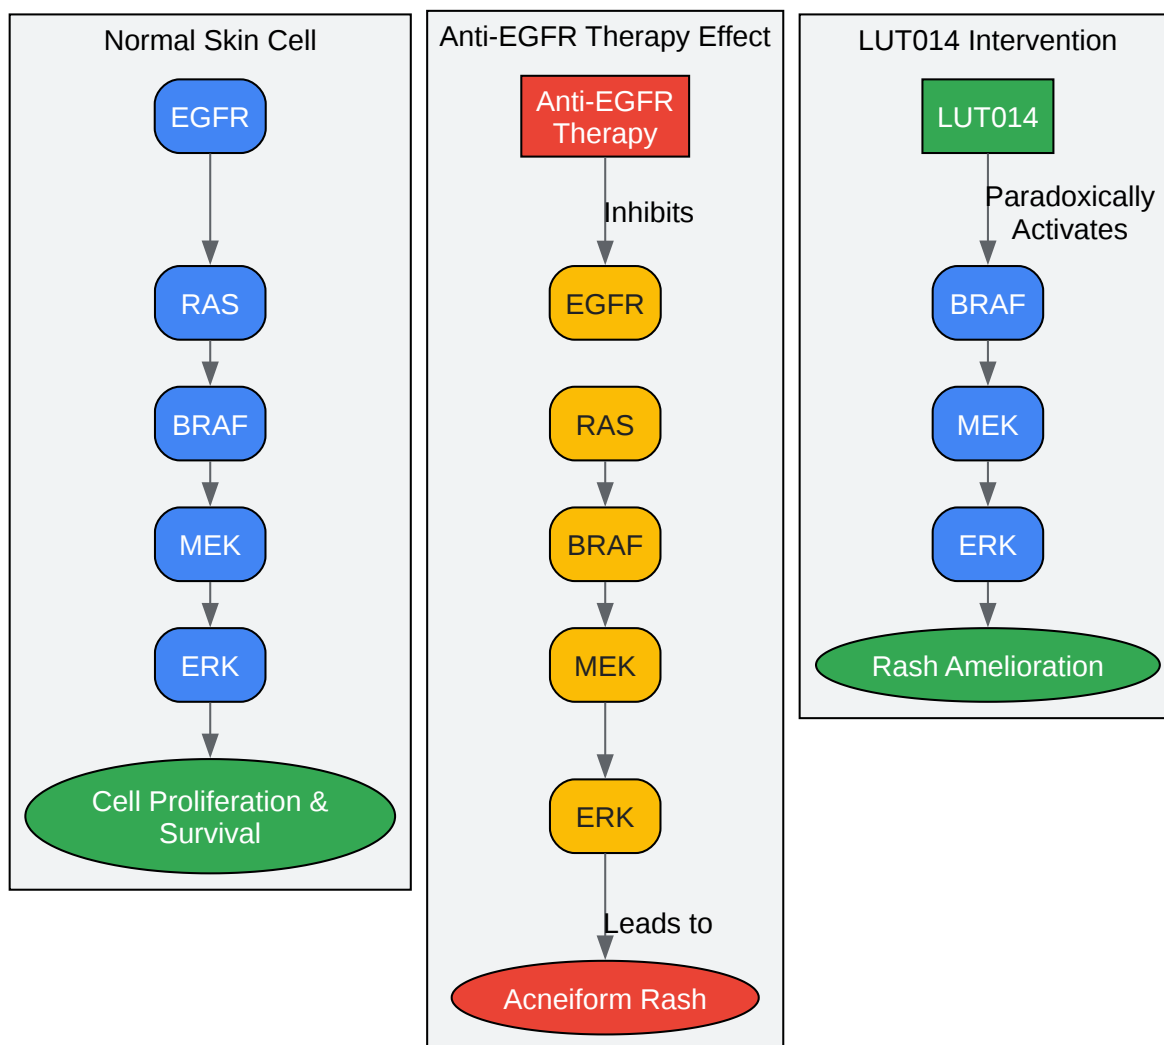 Normal Skin Cell
EGFR
RAS
BRAF
MEK
ERK
Cell Proliferation &
Survival
Anti-EGFR Therapy Effect
Anti-EGFR
Therapy
Inhibits
EGFR
RAS
BRAF
MEK
ERK
Leads to
Acneiform Rash
LUT014 Intervention
LUT014
Paradoxically
Activates
BRAF
MEK
ERK
Rash Amelioration